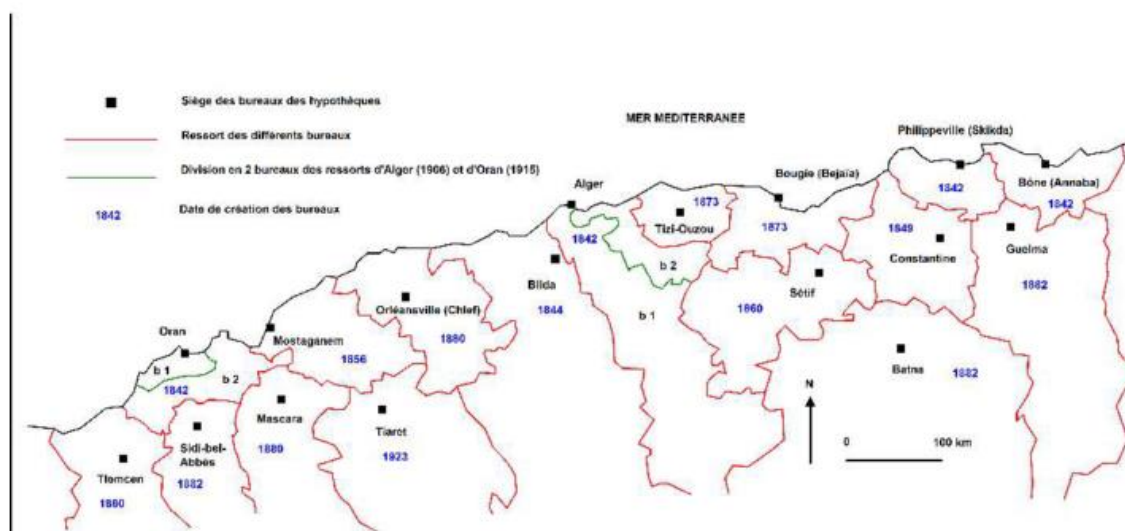 Siège des bureaux des hypothèques
Ressort des différents bureaux
Division en 2 bureaux des ressorts d'Alger (1906) et d'Oran (1915)
1842
Date de création des bureaux
MER MEDITERRANEE
Philippeville (Skikda)
1842
Bône (Annaba)
1842
Bougie (Bejaïa)
1873
Alger
1842
1873
Tizi-Ouzou
b 2
b 1
Blida
1844
1849
Constantine
Guelma
1882
Sétif
1860
Batna
1882
Orléansville (Chlef)
1880
Mostaganem
1856
Oran
b 1
b 2
1842
Mascara
1880
Tiaret
1923
Sidi-bel-
Abbès
1882
Tlemcen
1860
N
0
100 km